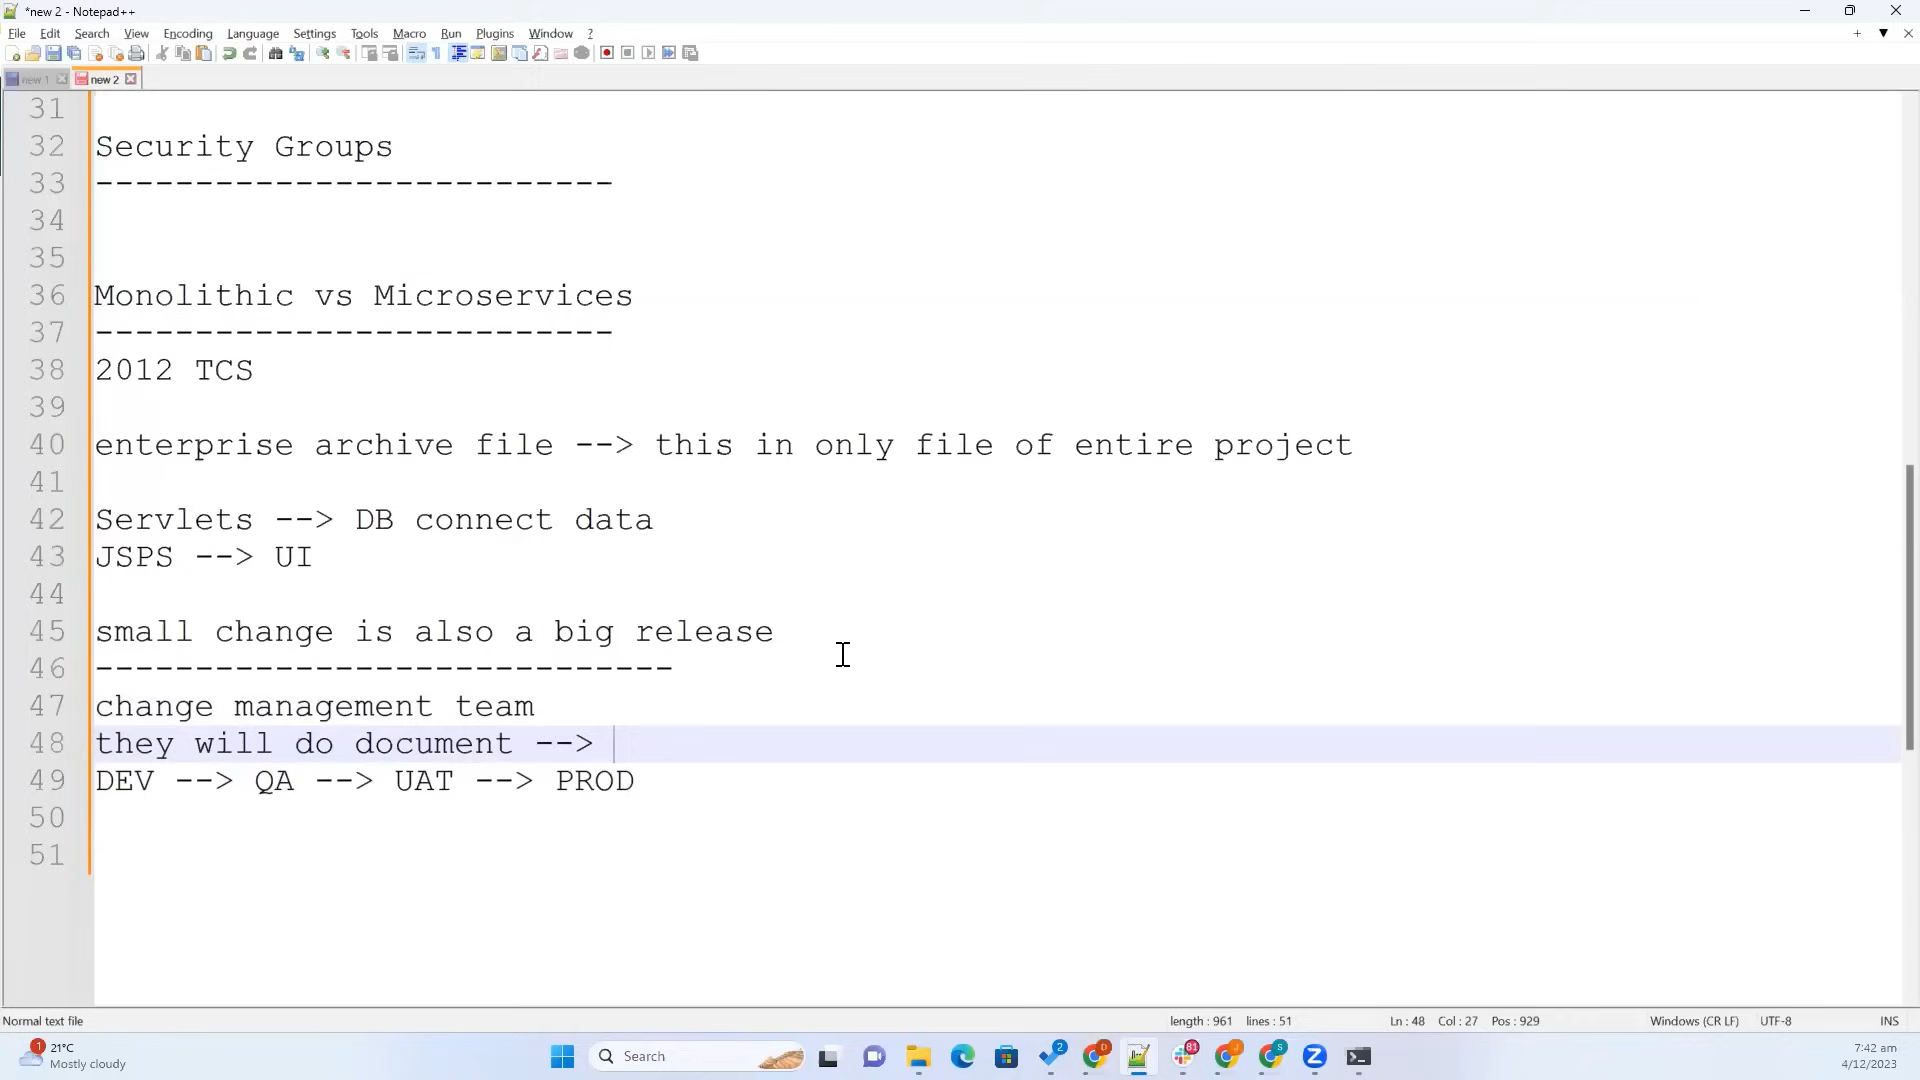 *new 2 - Notepad++
File Edit Search View Encoding Language Settings Tools Macro Run Plugins Window ?
new 1 new 2
31
32 Security Groups
33 --------------------------
34
35
36 Monolithic vs Microservices
37 --------------------------
38 2012 TCS
39
40 enterprise archive file --> this in only file of entire project
41
42 Servlets --> DB connect data
43 JSPS --> UI
44
45 small change is also a big release
46 -----------------------------
47 change management team
48 they will do document -->
49 DEV --> QA --> UAT --> PROD
50
51
Normal text file length : 961 lines : 51 Ln : 48 Col : 27 Pos : 929 Windows (CR LF) UTF-8 INS
1 21°C
Mostly cloudy
Search
2 D 81 J S Z
7:42 am
4/12/2023